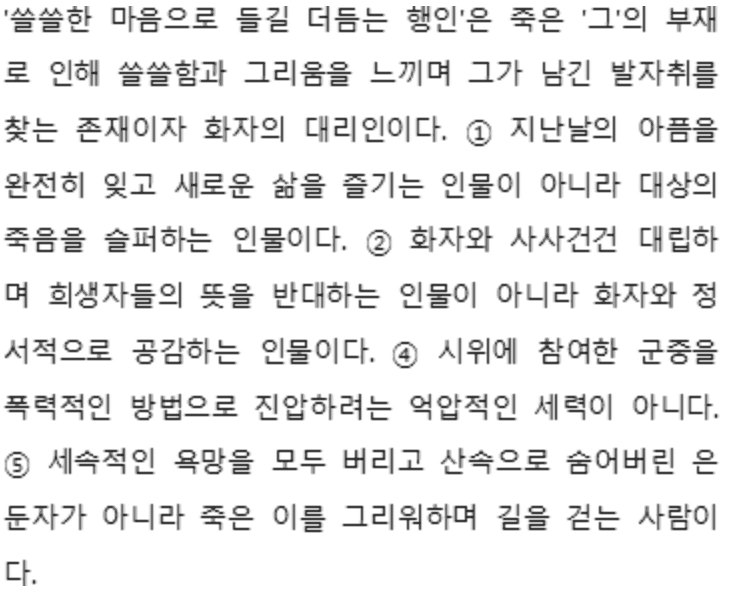 '쓸쓸한 마음으로 들길 더듬는 행인'은 죽은 '그'의 부재
로 인해 쓸쓸함과 그리움을 느끼며 그가 남긴 발자취를
찾는 존재이자 화자의 대리인이다. ① 지난날의 아픔을
완전히 잊고 새로운 삶을 즐기는 인물이 아니라 대상의
죽음을 슬퍼하는 인물이다. ② 화자와 사사건건 대립하
며 희생자들의 뜻을 반대하는 인물이 아니라 화자와 정
서적으로 공감하는 인물이다. ④ 시위에 참여한 군중을
폭력적인 방법으로 진압하려는 억압적인 세력이 아니다.
⑤ 세속적인 욕망을 모두 버리고 산속으로 숨어버린 은
둔자가 아니라 죽은 이를 그리워하며 길을 걷는 사람이
다.